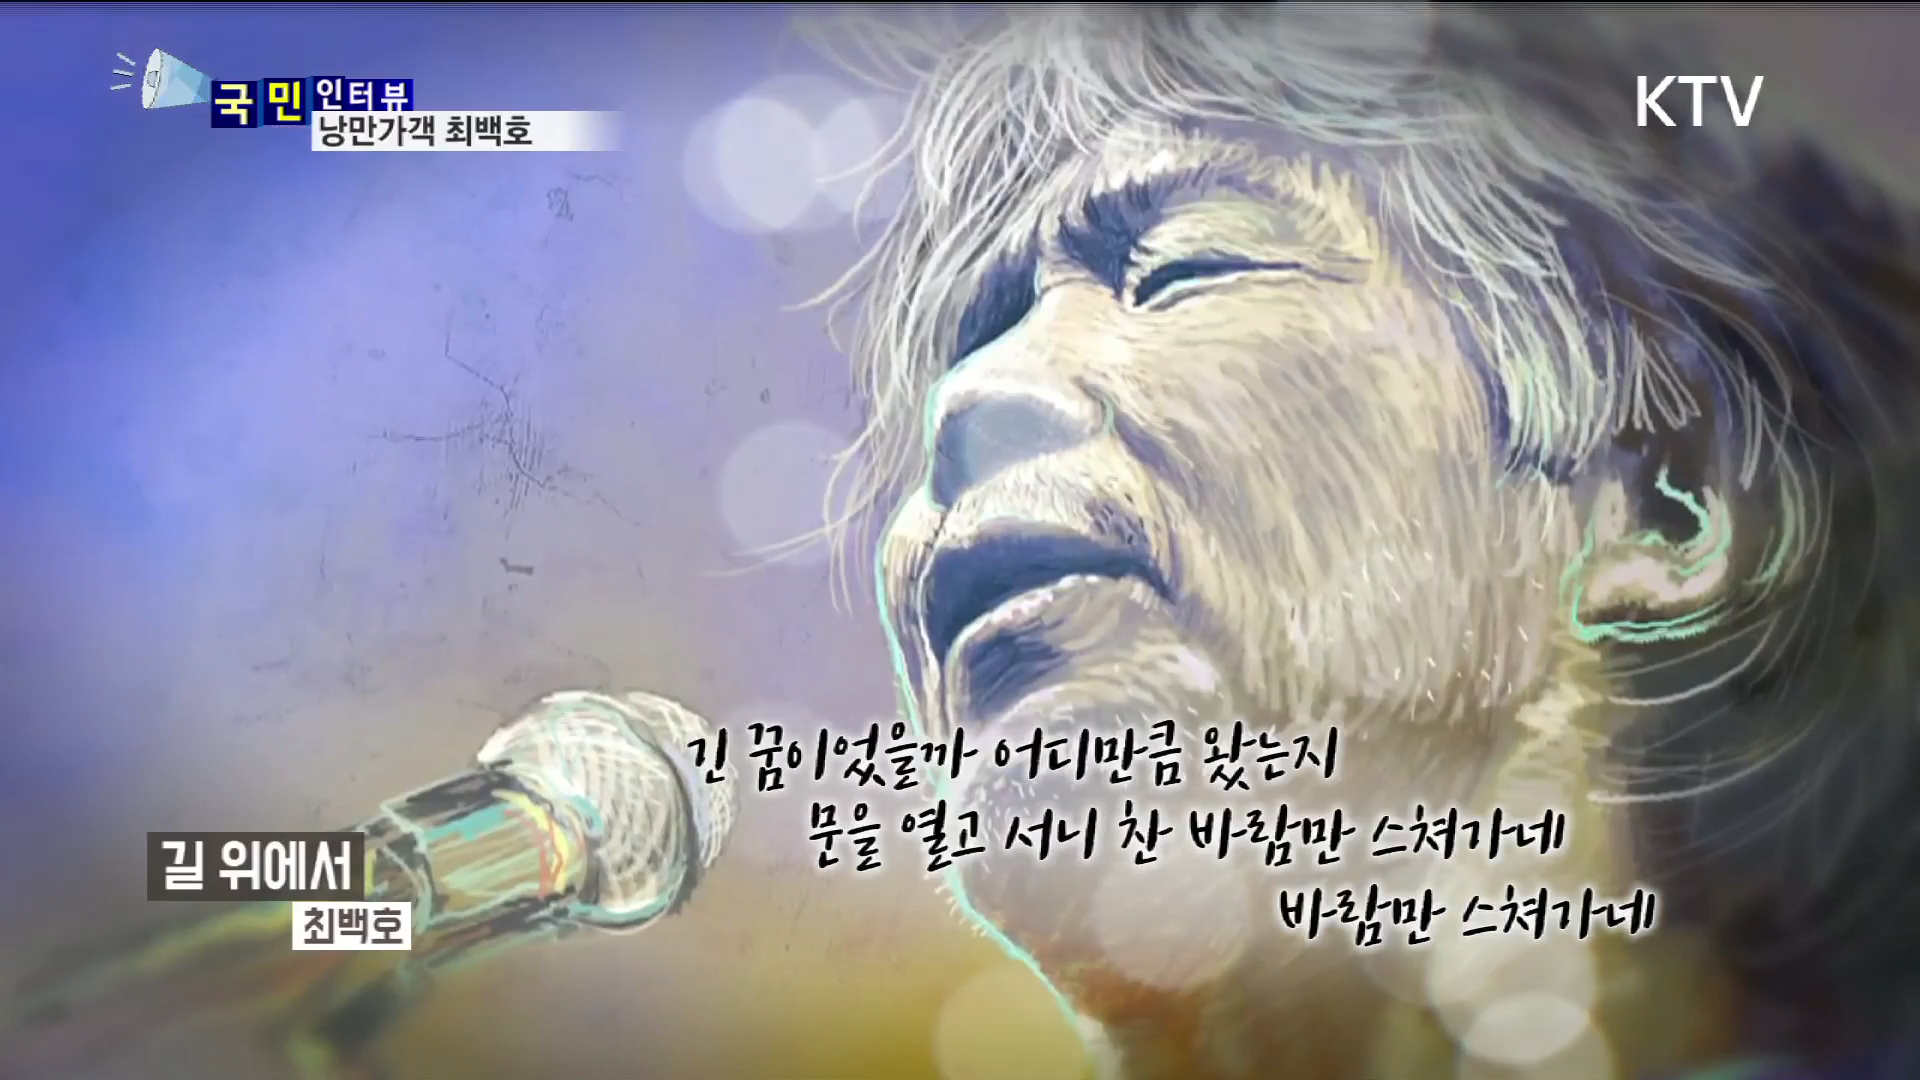 국민 인터뷰
낭만가객 최백호
KTV
긴 꿈이었을까 어디만큼 왔는지
문을 열고 서니 찬 바람만 스쳐가네
바람만 스쳐가네
길 위에서
최백호